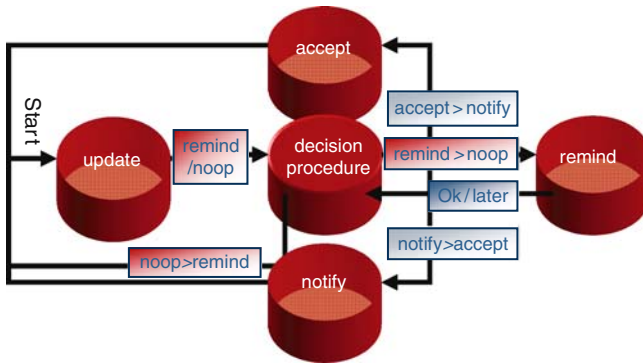 accept
Start
accept > notify
update
remind
/noop
decision
procedure
remind>noop
remind
Ok/later
noop>remind
notify
notify>accept